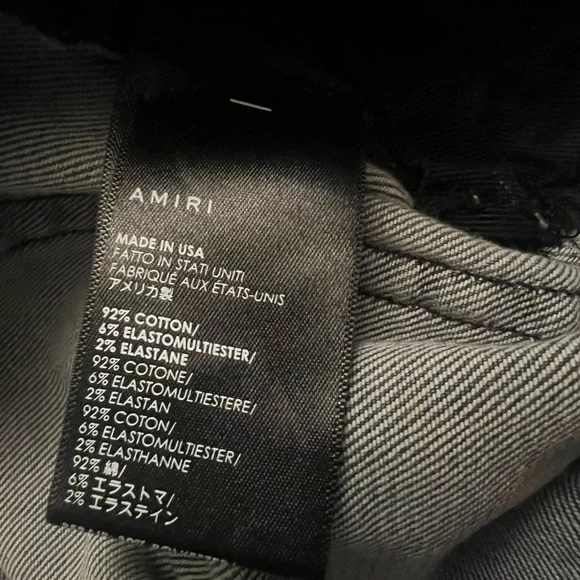 AMIRI
MADE IN USA
FATTO IN STATI UNITI
FABRIQUÉ AUX ÉTATS-UNIS
アメリカ製
92% COTTON/
6% ELASTOMULTIESTER/
2% ELASTANE
92% COTONE/
6% ELASTOMULTIESTERE/
2% ELASTAN
92% COTON/
6% ELASTOMULTIESTER/
2% ELASTHANNE
92% 綿/
6% エラストマ/
2% エラステイン